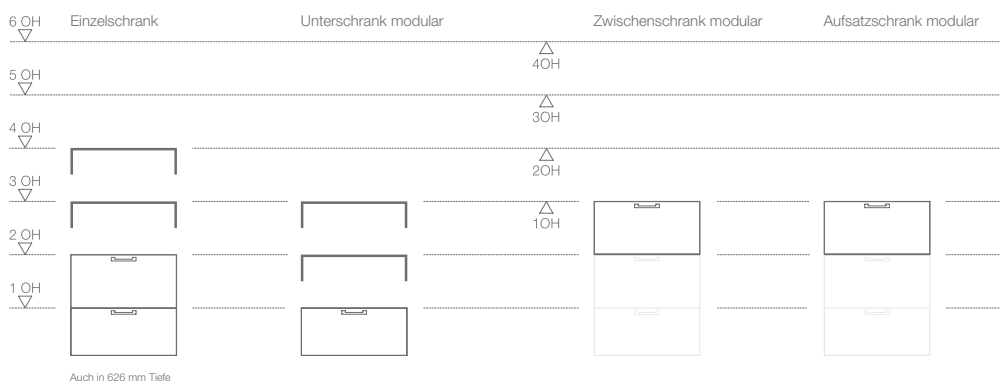 6 OH Einzelschrank Unterschrank modular Zwischenschrank modular Aufsatzschrank modular
4OH
5 OH
3OH
4 OH
2OH
3 OH
1OH
2 OH
1 OH
Auch in 626 mm Tiefe